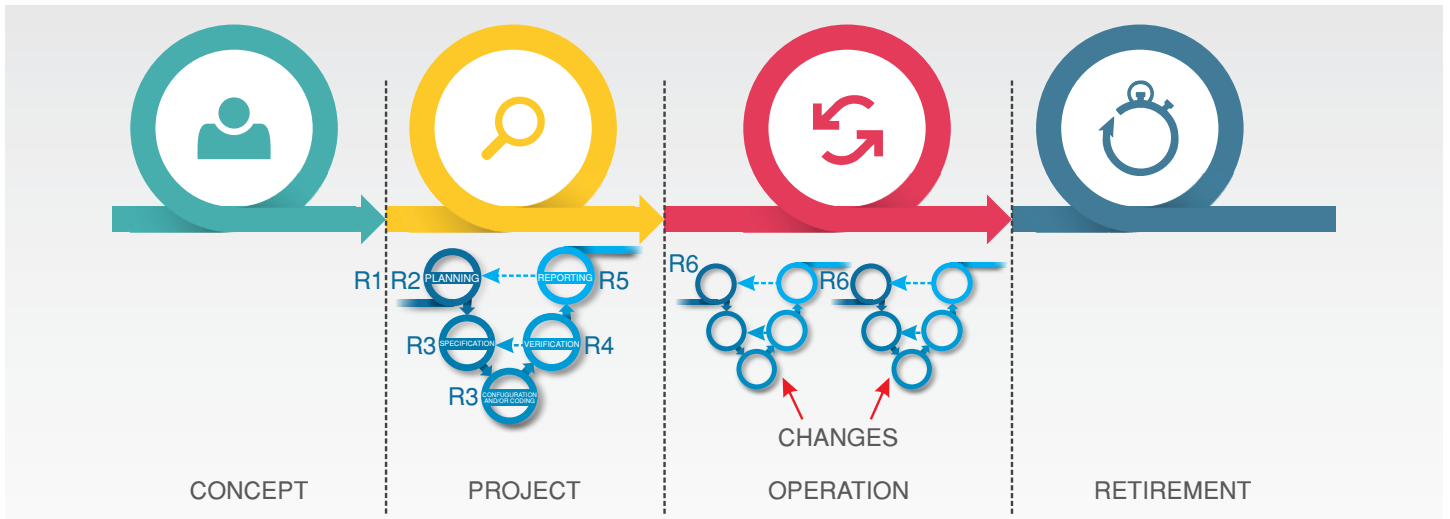 R1 R2 PLANNING
REPORTING R5
R3 SPECIFICATION
VERIFICATION R4
R3 CONFUGURATION
AND/OR CODING
R6
R6
CHANGES
CONCEPT
PROJECT
OPERATION
RETIREMENT